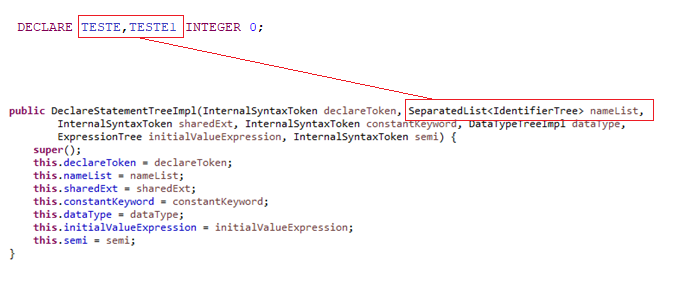 DECLARE TESTE,TESTE1 INTEGER 0;
public DeclareStatementTreeImpl(InternalSyntaxToken declareToken, SeparatedList<IdentifierTree> nameList,
InternalSyntaxToken sharedExt, InternalSyntaxToken constantKeyword, DataTypeTreeImpl dataType,
ExpressionTree initialValueExpression, InternalSyntaxToken semi) {
super();
this.declareToken = declareToken;
this.nameList = nameList;
this.sharedExt = sharedExt;
this.constantKeyword = constantKeyword;
this.dataType = dataType;
this.initialValueExpression = initialValueExpression;
this.semi = semi;
}